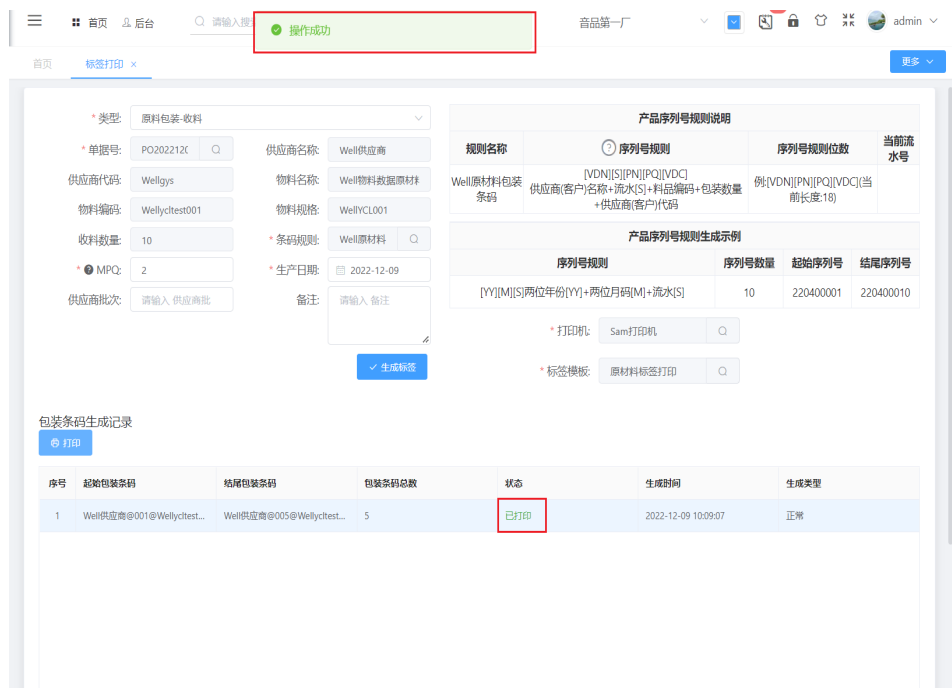 首页 后台 请输入搜 操作成功 音品第一厂 admin
首页 标签打印 × 更多
* 类型: 原料包装-收料
* 单据号: PO2022120 供应商名称: Well供应商
供应商代码: Wellgys 物料名称: Well物料数据原材料
物料编码: Wellycltest001 物料规格: WellYCL001
收料数量: 10 * 条码规则: Well原材料
* MPQ: 2 * 生产日期: 2022-12-09
供应商批次: 请输入 供应商批 备注: 请输入 备注
生成标签
产品序列号规则说明
规则名称 ? 序列号规则 序列号规则位数 当前流水号
Well原材料包装条码 [VDN][S][PN][PQ][VDC]
供应商(客户)名称+流水[S]+料品编码+包装数量+供应商(客户)代码
例:[VDN][PN][PQ][VDC](当前长度:18)
产品序列号规则生成示例
序列号规则 序列号数量 起始序列号 结尾序列号
[YY][M][S]两位年份[YY]+两位月码[M]+流水[S] 10 220400001 220400010
* 打印机: Sam打印机
* 标签模板: 原材料标签打印
包装条码生成记录
打印
序号 起始包装条码 结尾包装条码 包装条码总数 状态 生成时间 生成类型
1 Well供应商@001@Wellycltest... Well供应商@005@Wellycltest... 5 已打印 2022-12-09 10:09:07 正常